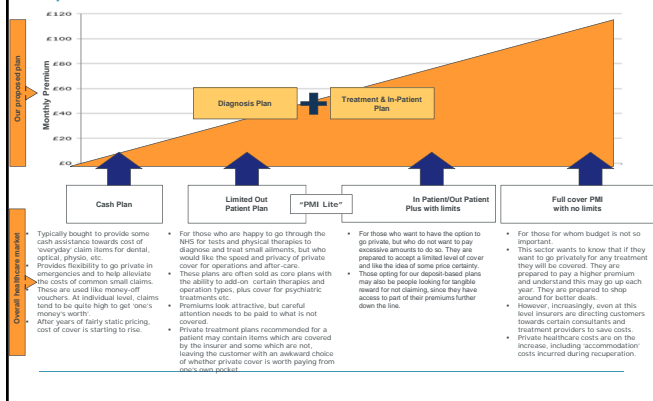 £120
£100
£80
£60
£40
£20
£0
Monthly Premium
Our proposed plan
Diagnosis Plan
Treatment & In-Patient
Plan
Overall healthcare market
Cash Plan
Limited Out
Patient Plan
"PMI Lite"
In Patient/Out Patient
Plus with limits
Full cover PMI
with no limits
• Typically bought to provide some
cash assistance towards cost of
'everyday' claim items for dental,
optical, physio, etc.
• Provides flexibility to go private in
emergencies and to help alleviate
the costs of common small claims.
• These are used like money-off
vouchers. At individual level, claims
tend to be quite high to get 'one's
money's worth'.
• After years of fairly static pricing,
cost of cover is starting to rise.
• For those who are happy to go through the
NHS for tests and physical therapies to
diagnose and treat small ailments, but who
would like the speed and privacy of private
cover for operations and after-care.
• These plans are often sold as core plans with
the ability to add-on certain therapies and
operation types, plus cover for psychiatric
treatments etc.
• Premiums look attractive, but careful
attention needs to be paid to what is not
covered.
• Private treatment plans recommended for a
patient may contain items which are covered
by the insurer and some which are not,
leaving the customer with an awkward choice
of whether private cover is worth paying from
one's own pocket.
• For those who want to have the option to
go private, but who do not want to pay
excessive amounts to do so. They are
prepared to accept a limited level of cover
and like the idea of some price certainty.
• Those opting for our deposit-based plans
may also be people looking for tangible
reward for not claiming, since they have
access to part of their premiums further
down the line.
• For those for whom budget is not so
important.
• This sector wants to know that if they
go privately for any treatment they
will be covered. They are
prepared to pay a higher premium
and understand this may go up each
year. They are prepared to shop
around for better deals.
• However, increasingly, even at this
level insurers are directing customers
towards certain consultants and
treatment providers to save costs.
• Private healthcare costs are on the
increase, including 'accommodation'
costs incurred during recuperation.